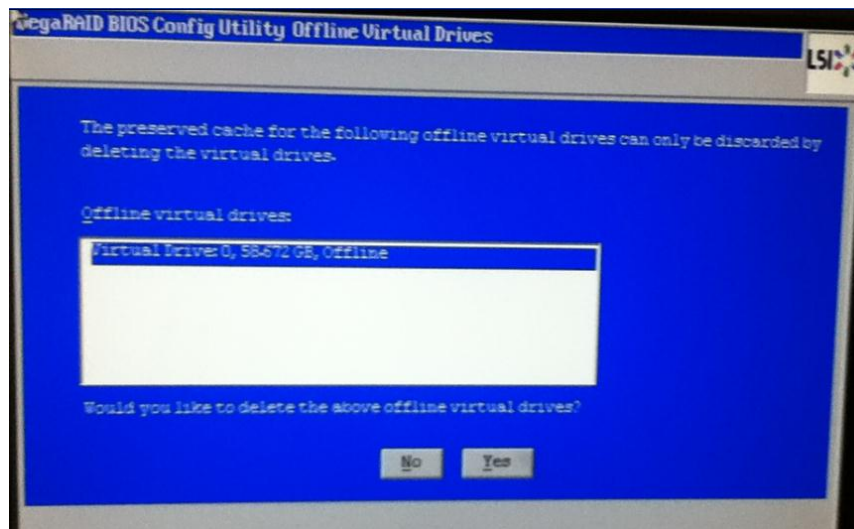 MegaRAID BIOS Config Utility Offline Virtual Drives
LSI
The preserved cache for the following offline virtual drives can only be discarded by
deleting the virtual drives.
Offline virtual drives:
Virtual Drive: 0, 58.672 GB, Offline
Would you like to delete the above offline virtual drives?
No Yes